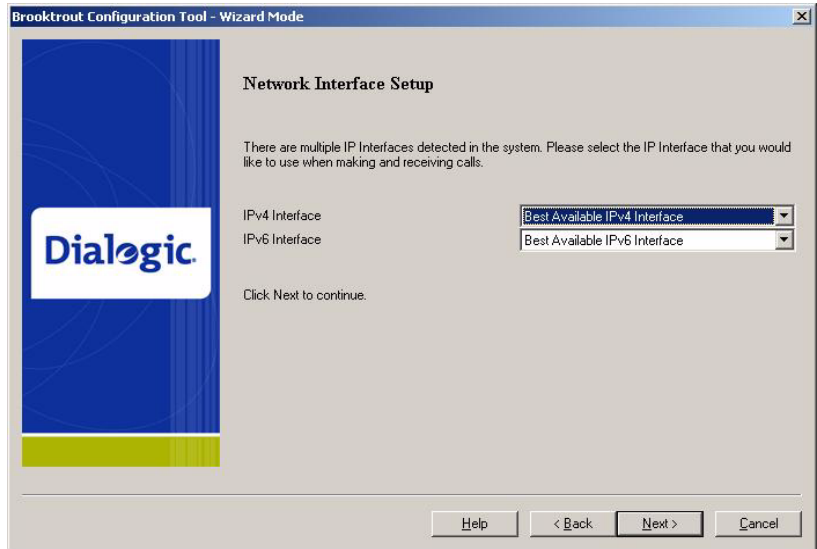 Brooktrout Configuration Tool - Wizard Mode
Network Interface Setup
There are multiple IP Interfaces detected in the system. Please select the IP Interface that you would
like to use when making and receiving calls.
IPv4 Interface
Best Available IPv4 Interface
IPv6 Interface
Best Available IPv6 Interface
Dialogic.
Click Next to continue.
Help
< Back
Next >
Cancel